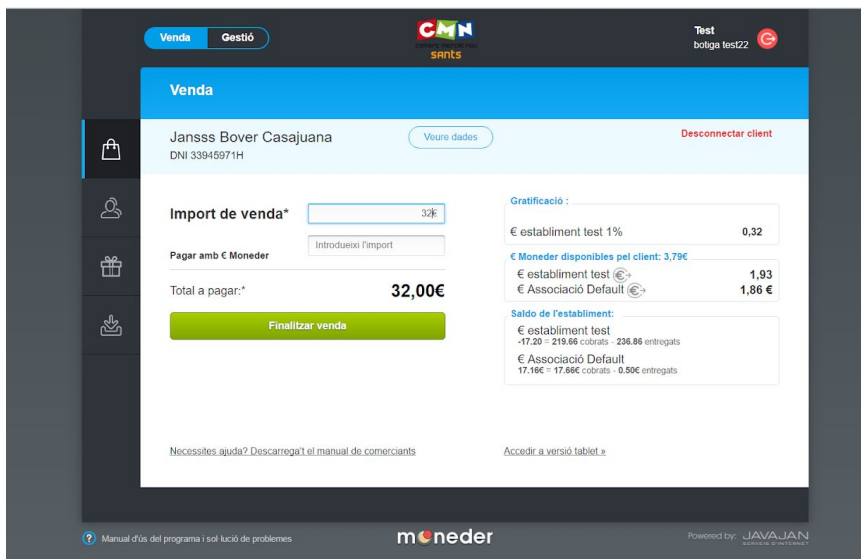 Venda
Gestió
CMN
sants
Test
botiga test22
Venda
Jansss Bover Casajuana
DNI 33945971H
Veure dades
Desconnectar client
Import de venda*
32€
Pagar amb € Moneder
Introdueixi l'import
Total a pagar:*
32,00€
Finalitzar venda
Gratificació :
€ establiment test 1%
0,32
€ Moneder disponibles pel client: 3,79€
€ establiment test
1,93
€ Associació Default
1,86 €
Saldo de l'establiment:
€ establiment test
-17.20 = 219.66 cobrats - 236.86 entregats
€ Associació Default
17.16€ = 17.66€ cobrats - 0.50€ entregats
Necessites ajuda? Descarrega't el manual de comerciants
Accedir a versió tablet »
? Manual d'ús del programa i sol·lució de problemes
moneder
Powered by: JAVAJAN
SERVEIS D'INTERNET